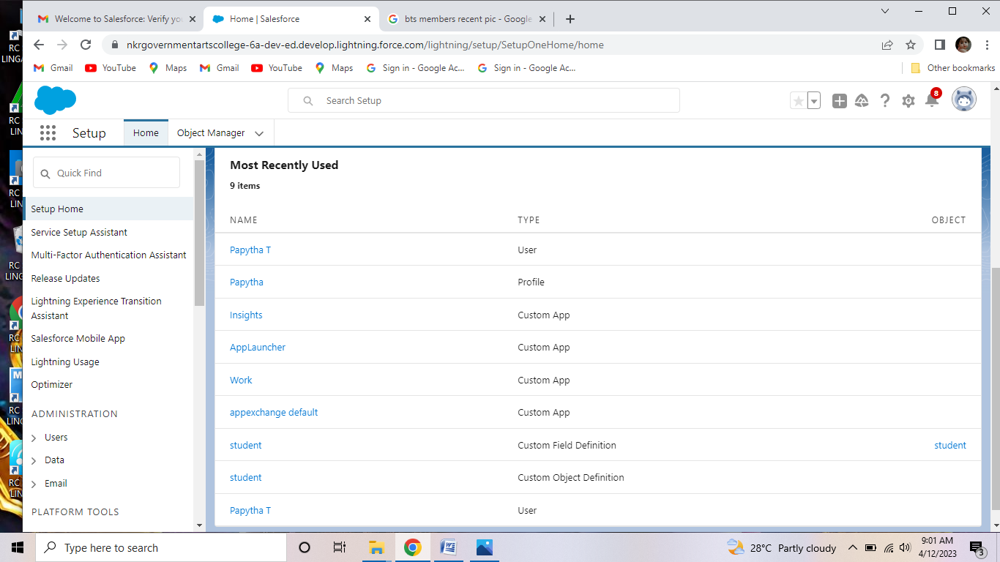 Welcome to Salesforce: Verify you
Home | Salesforce
bts members recent pic - Google
nkrgovernmentartscollege-6a-dev-ed.develop.lightning.force.com/lightning/setup/SetupOneHome/home
Gmail
YouTube
Maps
Gmail
YouTube
Maps
Sign in - Google Ac...
Sign in - Google Ac...
Other bookmarks
Search Setup
8
Setup
Home
Object Manager
Quick Find
Setup Home
Service Setup Assistant
Multi-Factor Authentication Assistant
Release Updates
Lightning Experience Transition
Assistant
Salesforce Mobile App
Lightning Usage
Optimizer
ADMINISTRATION
Users
Data
Email
PLATFORM TOOLS
Most Recently Used
9 items
NAME TYPE OBJECT
Papytha T User
Papytha Profile
Insights Custom App
AppLauncher Custom App
Work Custom App
appexchange default Custom App
student Custom Field Definition student
student Custom Object Definition
Papytha T User
RC
LINGA
RC
LIN
RC
LIN
RC
LING
RC
LIN
RC
LING
RC
LIN
Type here to search
28°C Partly cloudy
9:01 AM
4/12/2023
3